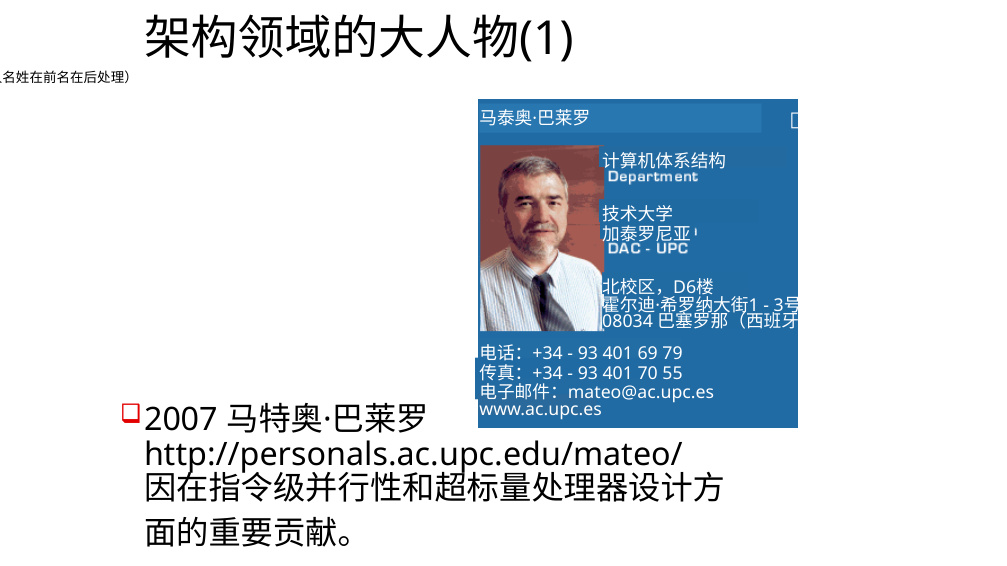 架构领域的大人物(1)
名姓在前名在后处理）
马泰奥·巴莱罗
计算机体系结构
Department
技术大学
加泰罗尼亚
DAC - UPC
北校区，D6楼
霍尔迪·希罗纳大街1 - 3号
08034 巴塞罗那（西班牙
电话：+34 - 93 401 69 79
传真：+34 - 93 401 70 55
电子邮件：mateo@ac.upc.es
www.ac.upc.es
2007 马特奥·巴莱罗
http://personals.ac.upc.edu/mateo/
因在指令级并行性和超标量处理器设计方
面的重要贡献。